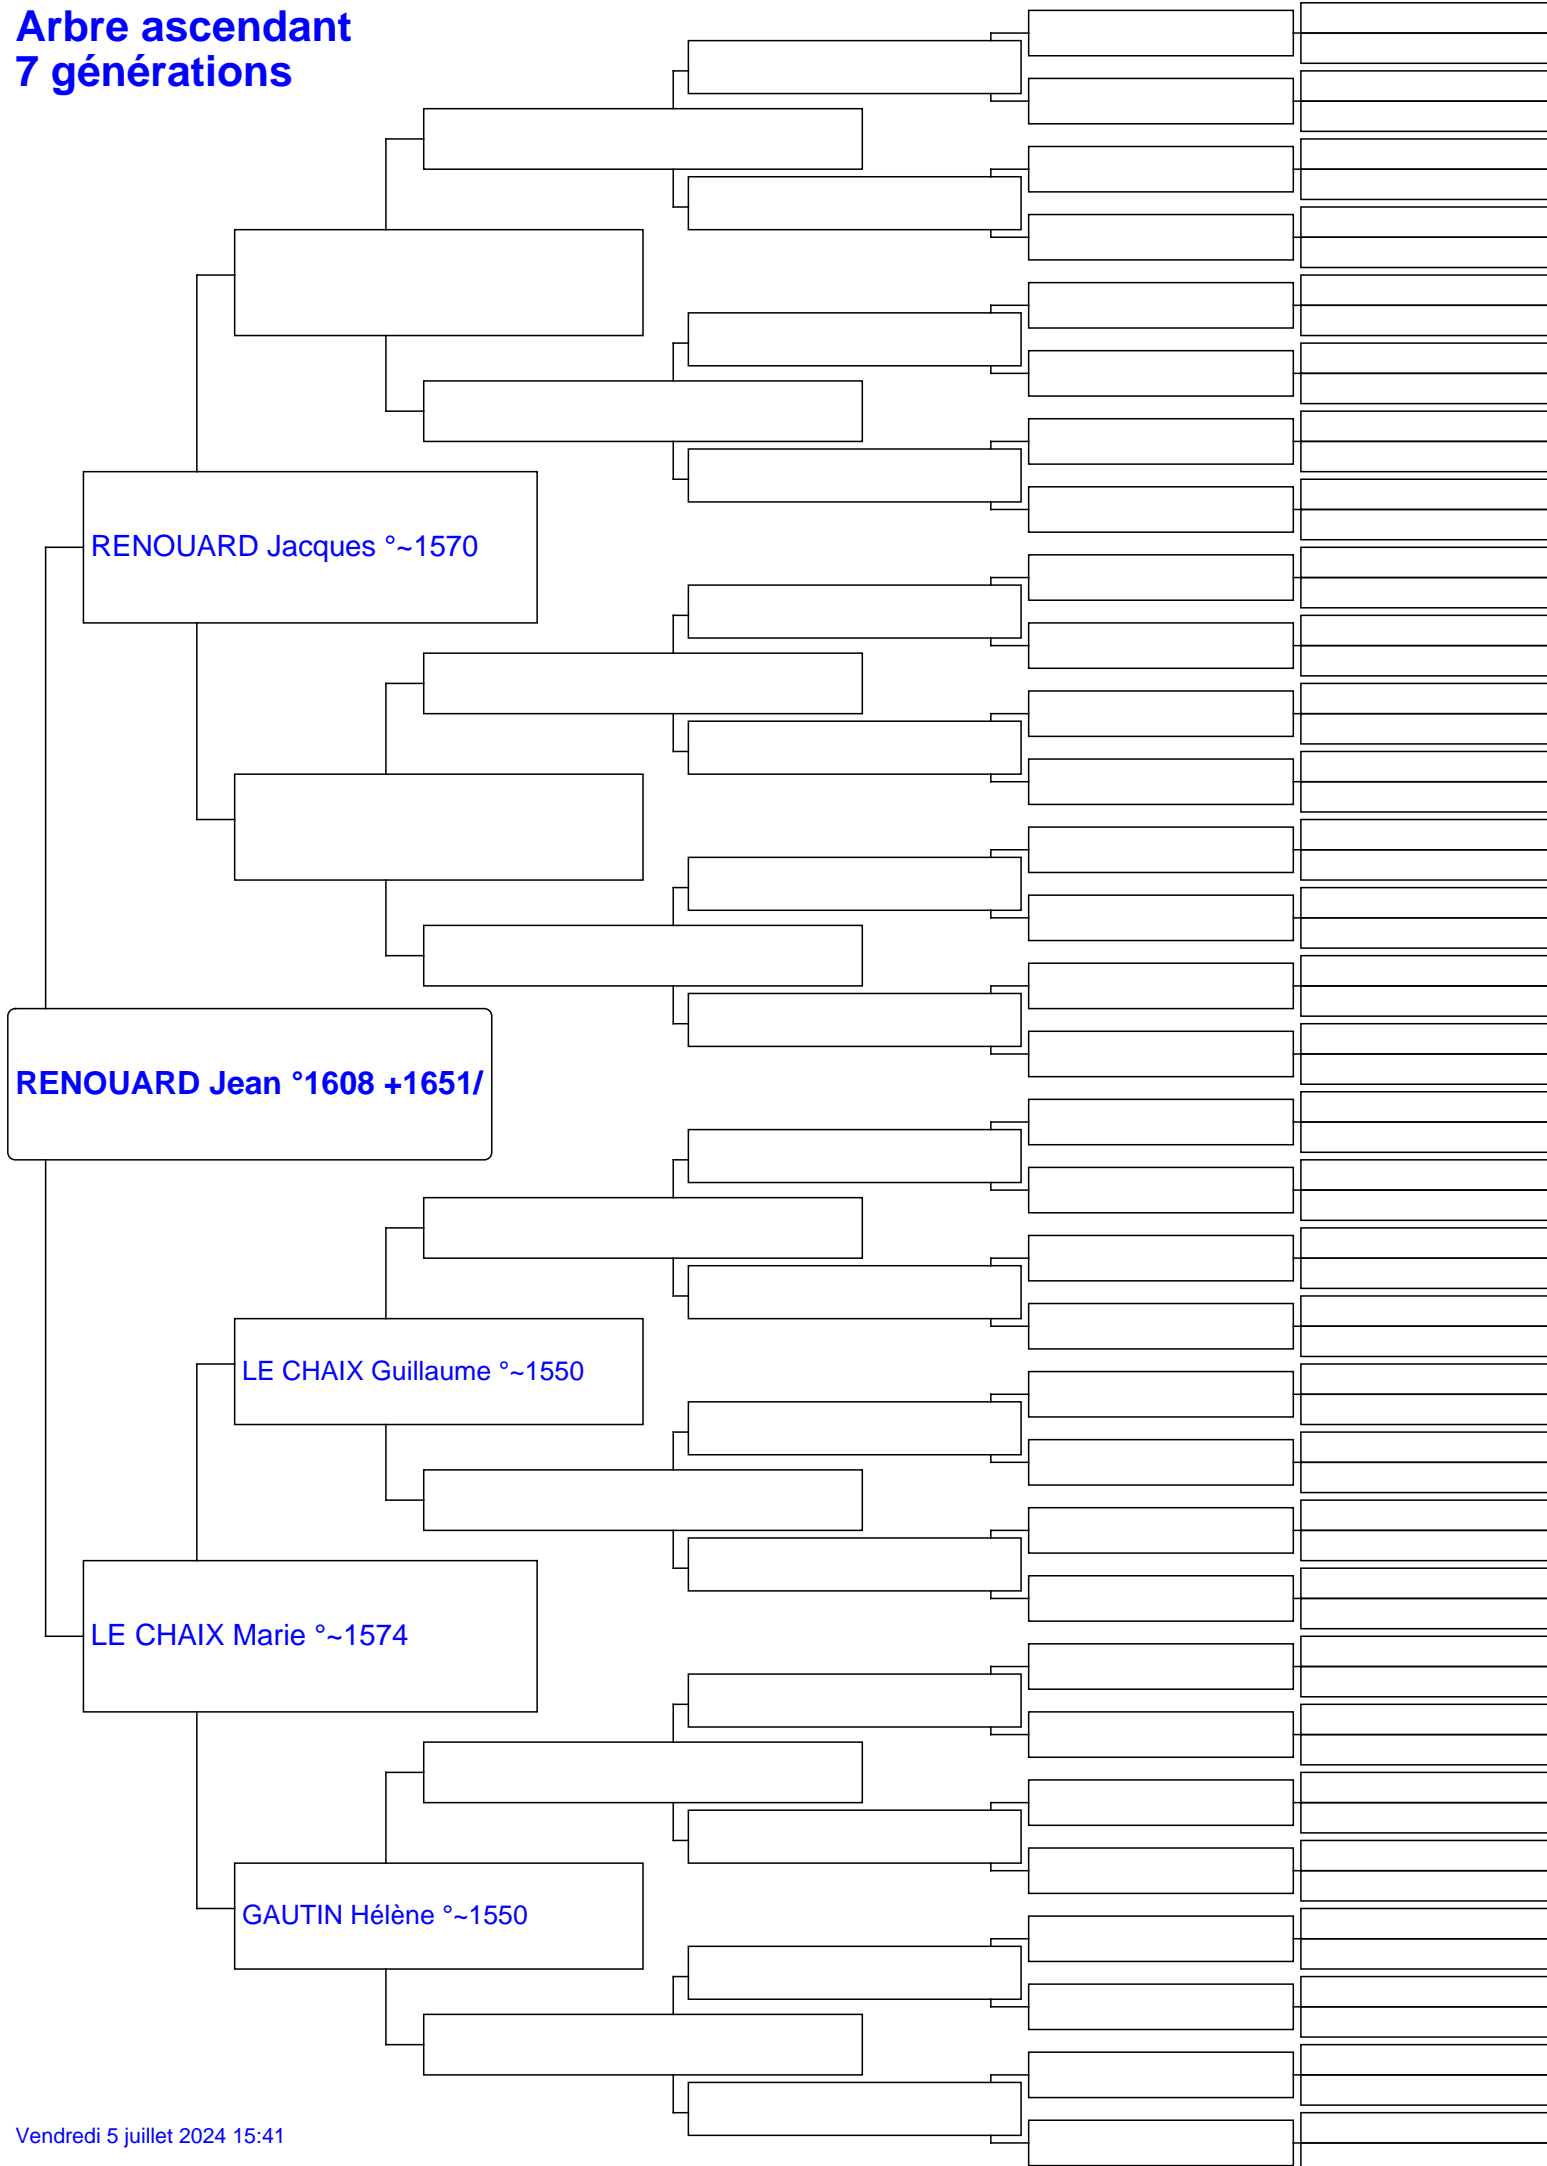 Arbre ascendant
7 générations
RENOUARD Jacques °~1570
RENOUARD Jean °1608 +1651/
LE CHAIX Guillaume °~1550
LE CHAIX Marie °~1574
GAUTIN Hélène °~1550
Vendredi 5 juillet 2024 15:41